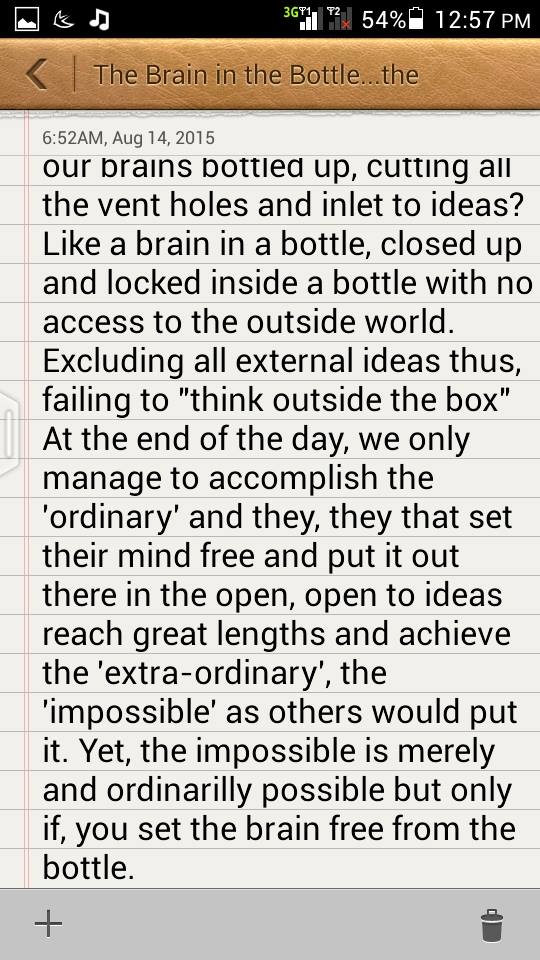 3G T1 T2 54% 12:57 PM
The Brain in the Bottle...the
6:52AM, Aug 14, 2015
our brains bottled up, cutting all
the vent holes and inlet to ideas?
Like a brain in a bottle, closed up
and locked inside a bottle with no
access to the outside world.
Excluding all external ideas thus,
failing to "think outside the box"
At the end of the day, we only
manage to accomplish the
'ordinary' and they, they that set
their mind free and put it out
there in the open, open to ideas
reach great lengths and achieve
the 'extra-ordinary', the
'impossible' as others would put
it. Yet, the impossible is merely
and ordinarilly possible but only
if, you set the brain free from the
bottle.